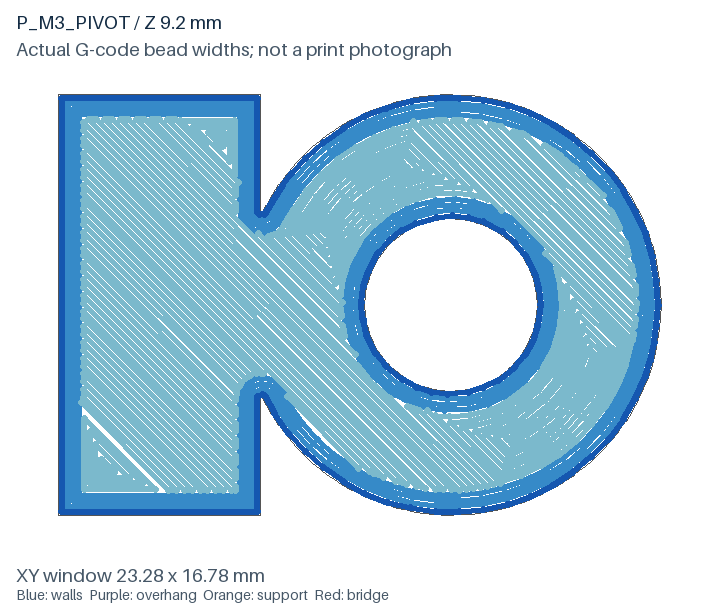 P_M3_PIVOT / Z 9.2 mm
Actual G-code bead widths; not a print photograph
XY window 23.28 x 16.78 mm
Blue: walls  Purple: overhang  Orange: support  Red: bridge